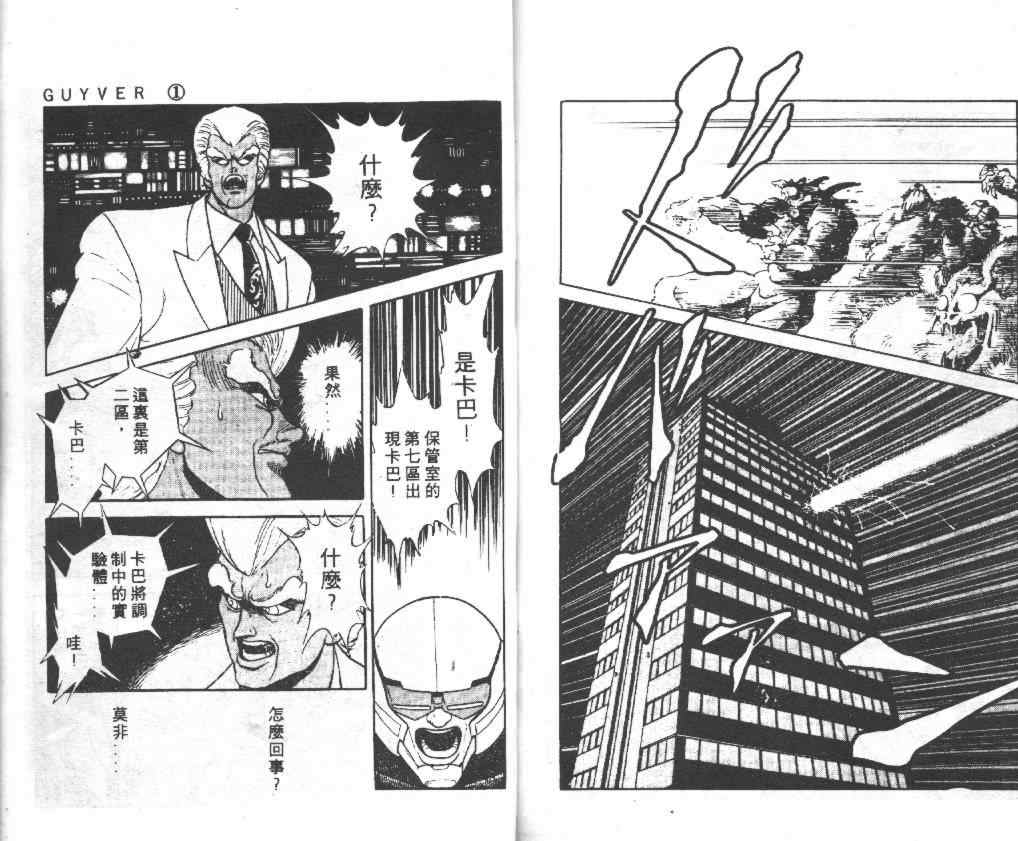 GUYVER ①
什麼?
是卡巴!
保管室的
第七區出
現卡巴!
果然....
這裏是第
二區,
卡巴....
什麼?
卡巴將調
制中的實
驗體....
哇!
怎麼回事?
莫非....